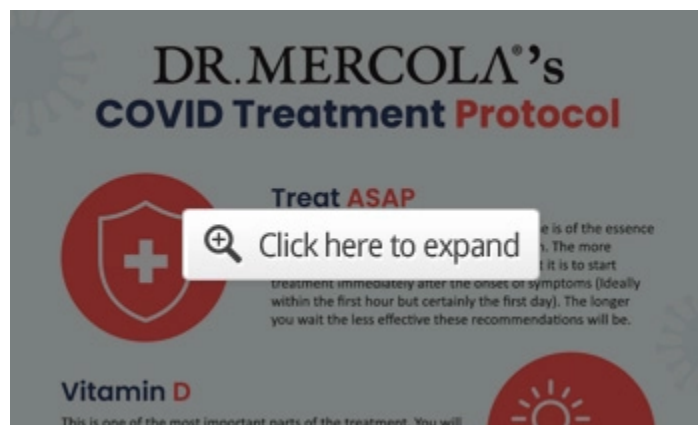 DR. MERCOLA®'s
COVID Treatment Protocol
Treat ASAP
e is of the essence
. The more
Click here to expand
t it is to start
treatment immediately after the onset of symptoms (Ideally
within the first hour but certainly the first day). The longer
you wait the less effective these recommendations will be.
Vitamin D
This is one of the most important parts of the treatment. You will